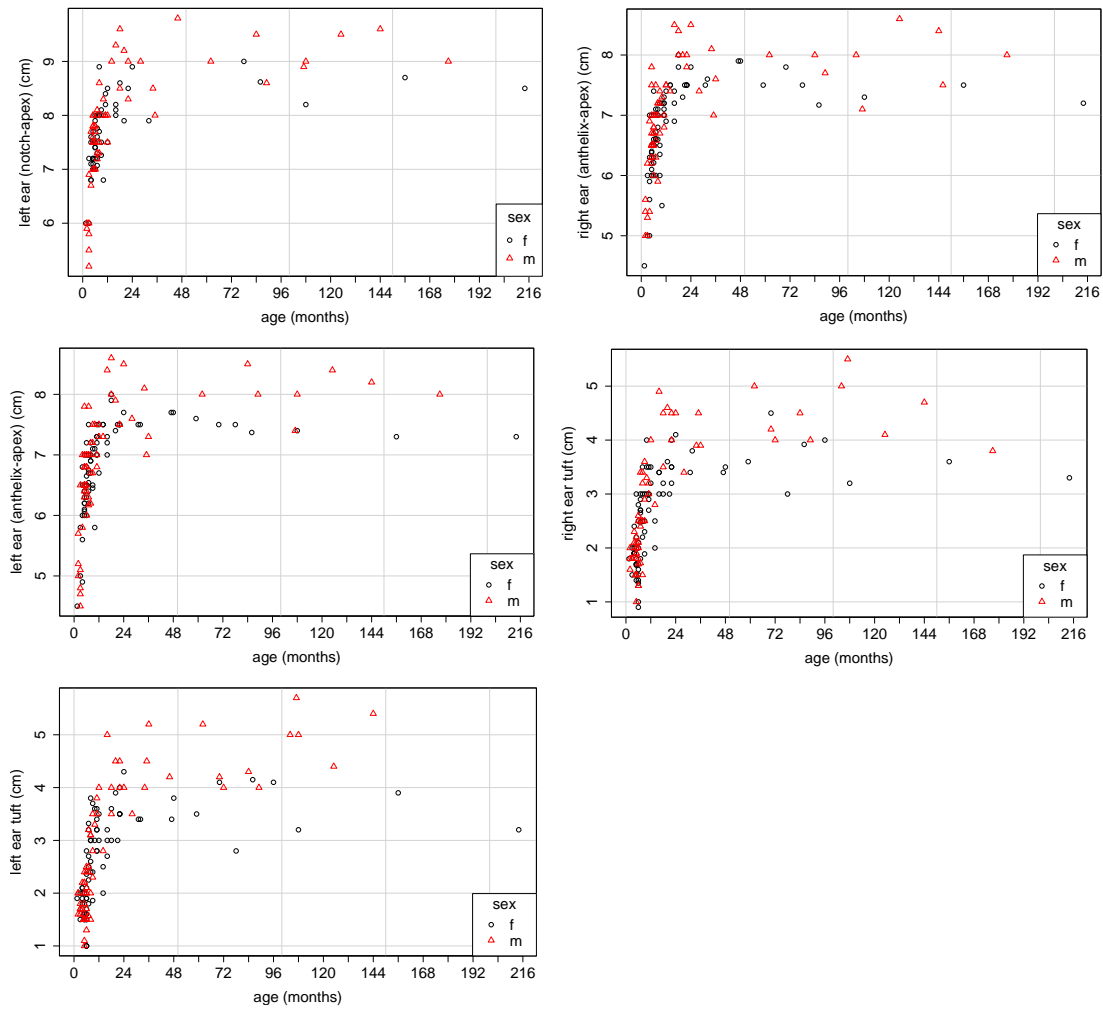 left ear (notch-apex) (cm)
9
8
7
6
0 24 48 72 96 120 144 168 192 216
age (months)
sex
f
m
right ear (anthelix-apex) (cm)
8
7
6
5
0 24 48 72 96 120 144 168 192 216
age (months)
sex
f
m
left ear (anthelix-apex) (cm)
8
7
6
5
0 24 48 72 96 120 144 168 192 216
age (months)
sex
f
m
right ear tuft (cm)
5
4
3
2
1
0 24 48 72 96 120 144 168 192 216
age (months)
sex
f
m
left ear tuft (cm)
5
4
3
2
1
0 24 48 72 96 120 144 168 192 216
age (months)
sex
f
m